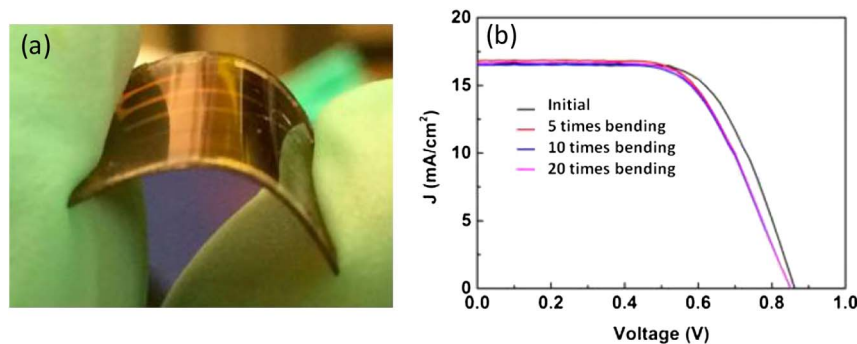 (a)
(b)
20
15
10
5
0
J (mA/cm²)
Initial
5 times bending
10 times bending
20 times bending
0.0 0.2 0.4 0.6 0.8 1.0
Voltage (V)